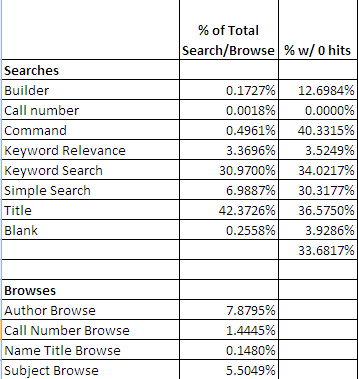 % of Total
Search/Browse % w/ 0 hits
Searches
Builder 0.1727% 12.6984%
Call number 0.0018% 0.0000%
Command 0.4961% 40.3315%
Keyword Relevance 3.3696% 3.5249%
Keyword Search 30.9700% 34.0217%
Simple Search 6.9887% 30.3177%
Title 42.3726% 36.5750%
Blank 0.2558% 3.9286%
33.6817%
Browses
Author Browse 7.8795%
Call Number Browse 1.4445%
Name Title Browse 0.1480%
Subject Browse 5.5049%